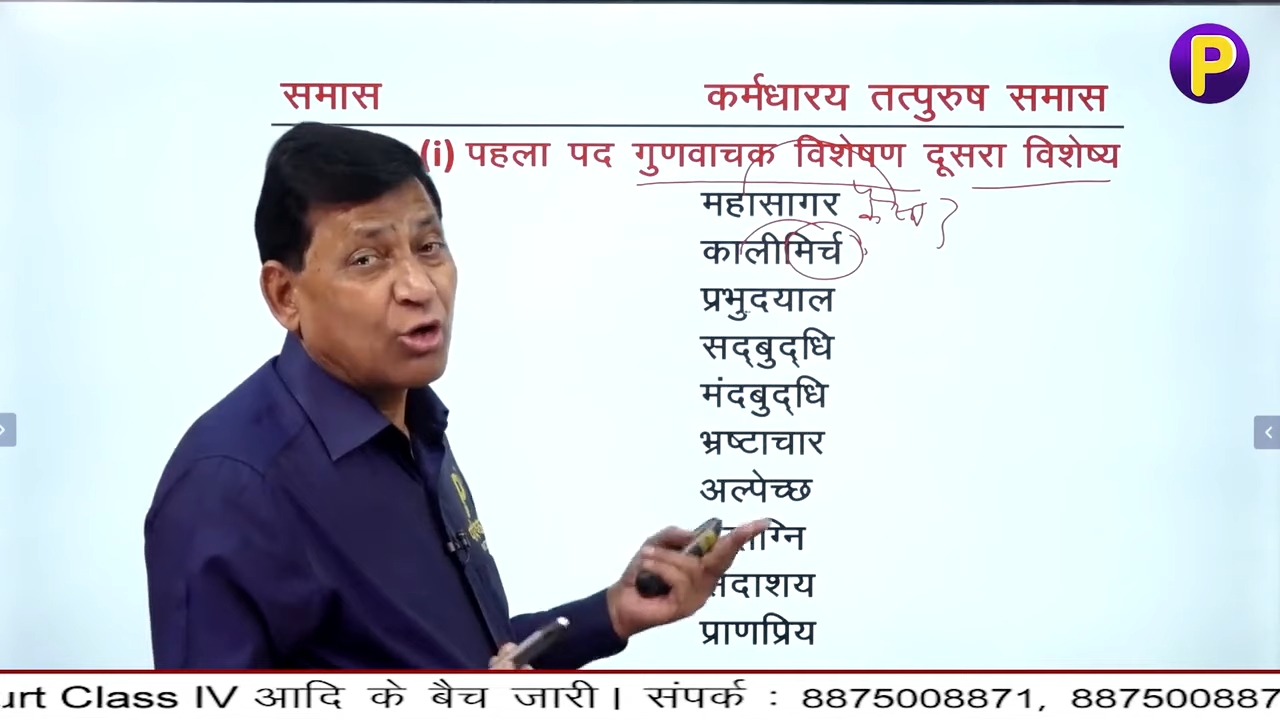 P
समास कर्मधारय तत्पुरुष समास
(i) पहला पद गुणवाचक विशेषण दूसरा विशेष्य
महासागर
कालीमिर्च
प्रभुदयाल
सद्बुद्धि
मंदबुद्धि
भ्रष्टाचार
अल्पेच्छ
सदाशय
प्राणप्रिय
P
urt Class IV आदि के बैच जारी। संपर्क : 8875008871, 887500887